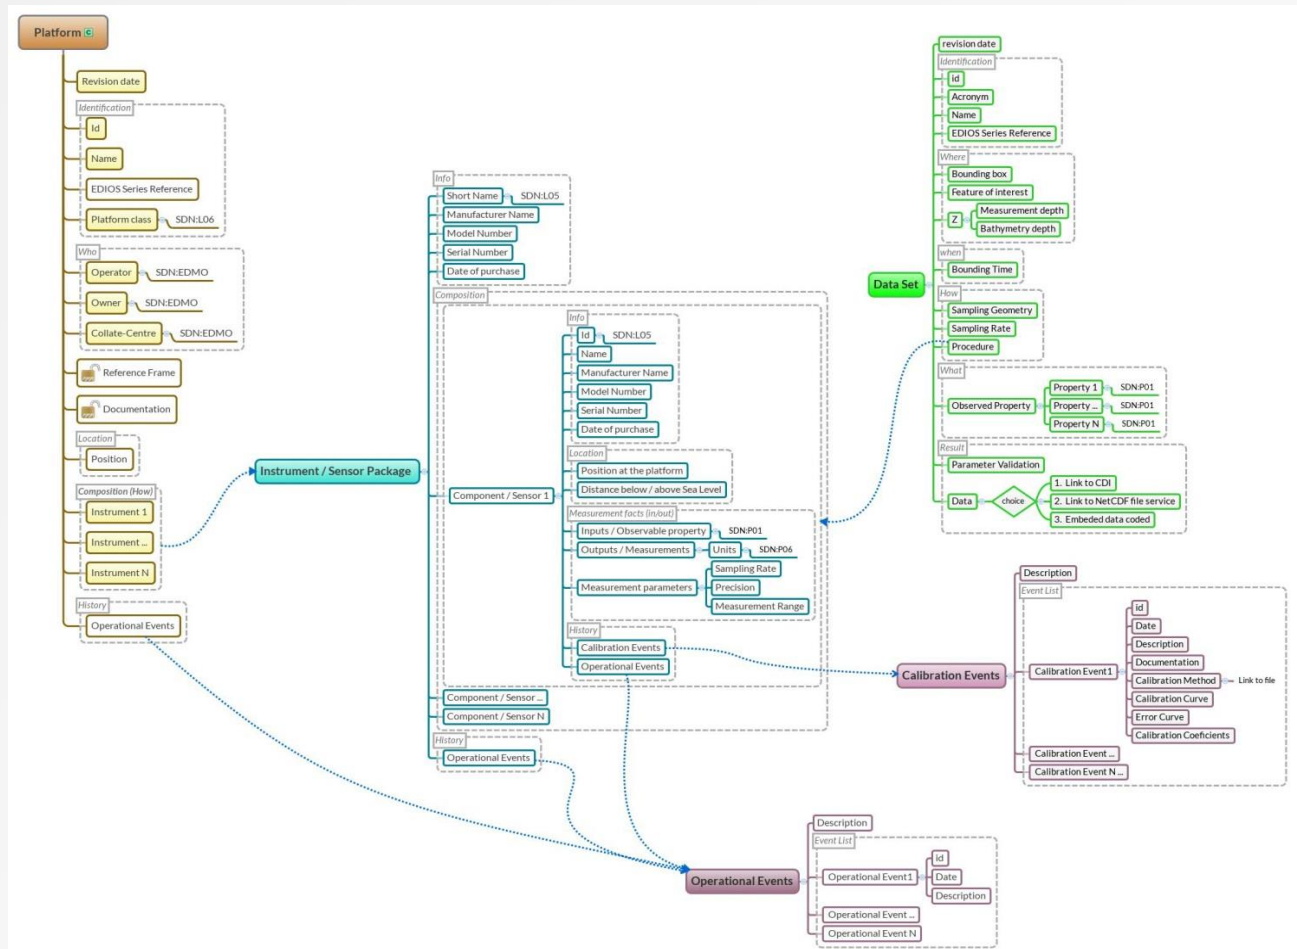 Platform
Revision date
Identification
Id
Name
EDIOS Series Reference
Platform class
SDN:L06
Who
Operator
SDN:EDMO
Owner
SDN:EDMO
Collate-Centre
SDN:EDMO
Reference Frame
Documentation
Location
Position
Composition (How)
Instrument 1
Instrument ...
Instrument N
History
Operational Events
Instrument / Sensor Package
Info
Short Name
SDN:L05
Manufacturer Name
Model Number
Serial Number
Date of purchase
Composition
Component / Sensor 1
Info
Id
SDN:L05
Name
Manufacturer Name
Model Number
Serial Number
Date of purchase
Location
Position at the platform
Distance below / above Sea Level
Measurement facts (in/out)
Inputs / Observable property
SDN:P01
Outputs / Measurements
Units
SDN:P06
Measurement parameters
Sampling Rate
Precision
Measurement Range
History
Calibration Events
Operational Events
Component / Sensor ...
Component / Sensor N
History
Operational Events
Data Set
revision date
Identification
id
Acronym
Name
EDIOS Series Reference
Where
Bounding box
Feature of interest
Z
Measurement depth
Bathymetry depth
when
Bounding Time
How
Sampling Geometry
Sampling Rate
Procedure
What
Observed Property
Property 1
SDN:P01
Property ...
SDN:P01
Property N
SDN:P01
Result
Parameter Validation
Data
choice
1. Link to CDI
2. Link to NetCDF file service
3. Embeded data coded
Calibration Events
Description
Event List
Calibration Event1
id
Date
Description
Documentation
Calibration Method
Link to file
Calibration Curve
Error Curve
Calibration Coeficients
Calibration Event ...
Calibration Event N ...
Operational Events
Description
Event List
Operational Event1
id
Date
Description
Operational Event ...
Operational Event N